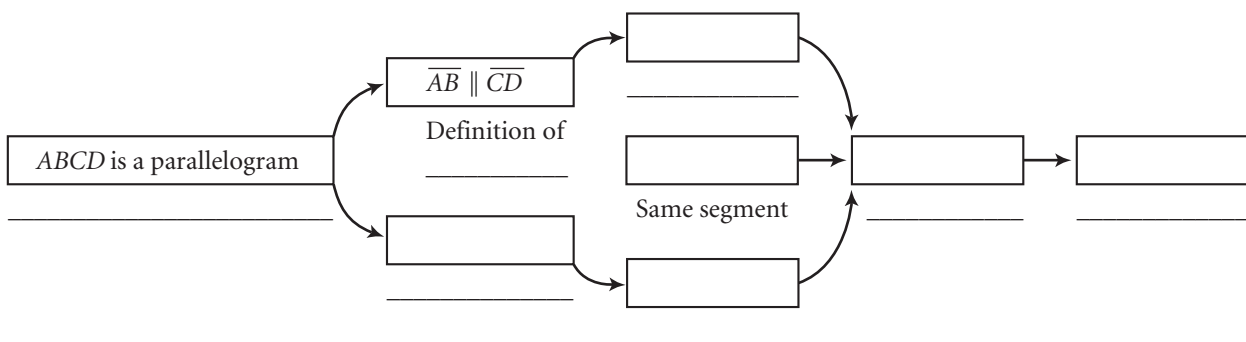 ABCD is a parallelogram
AB ∥ CD
Definition of
Same segment